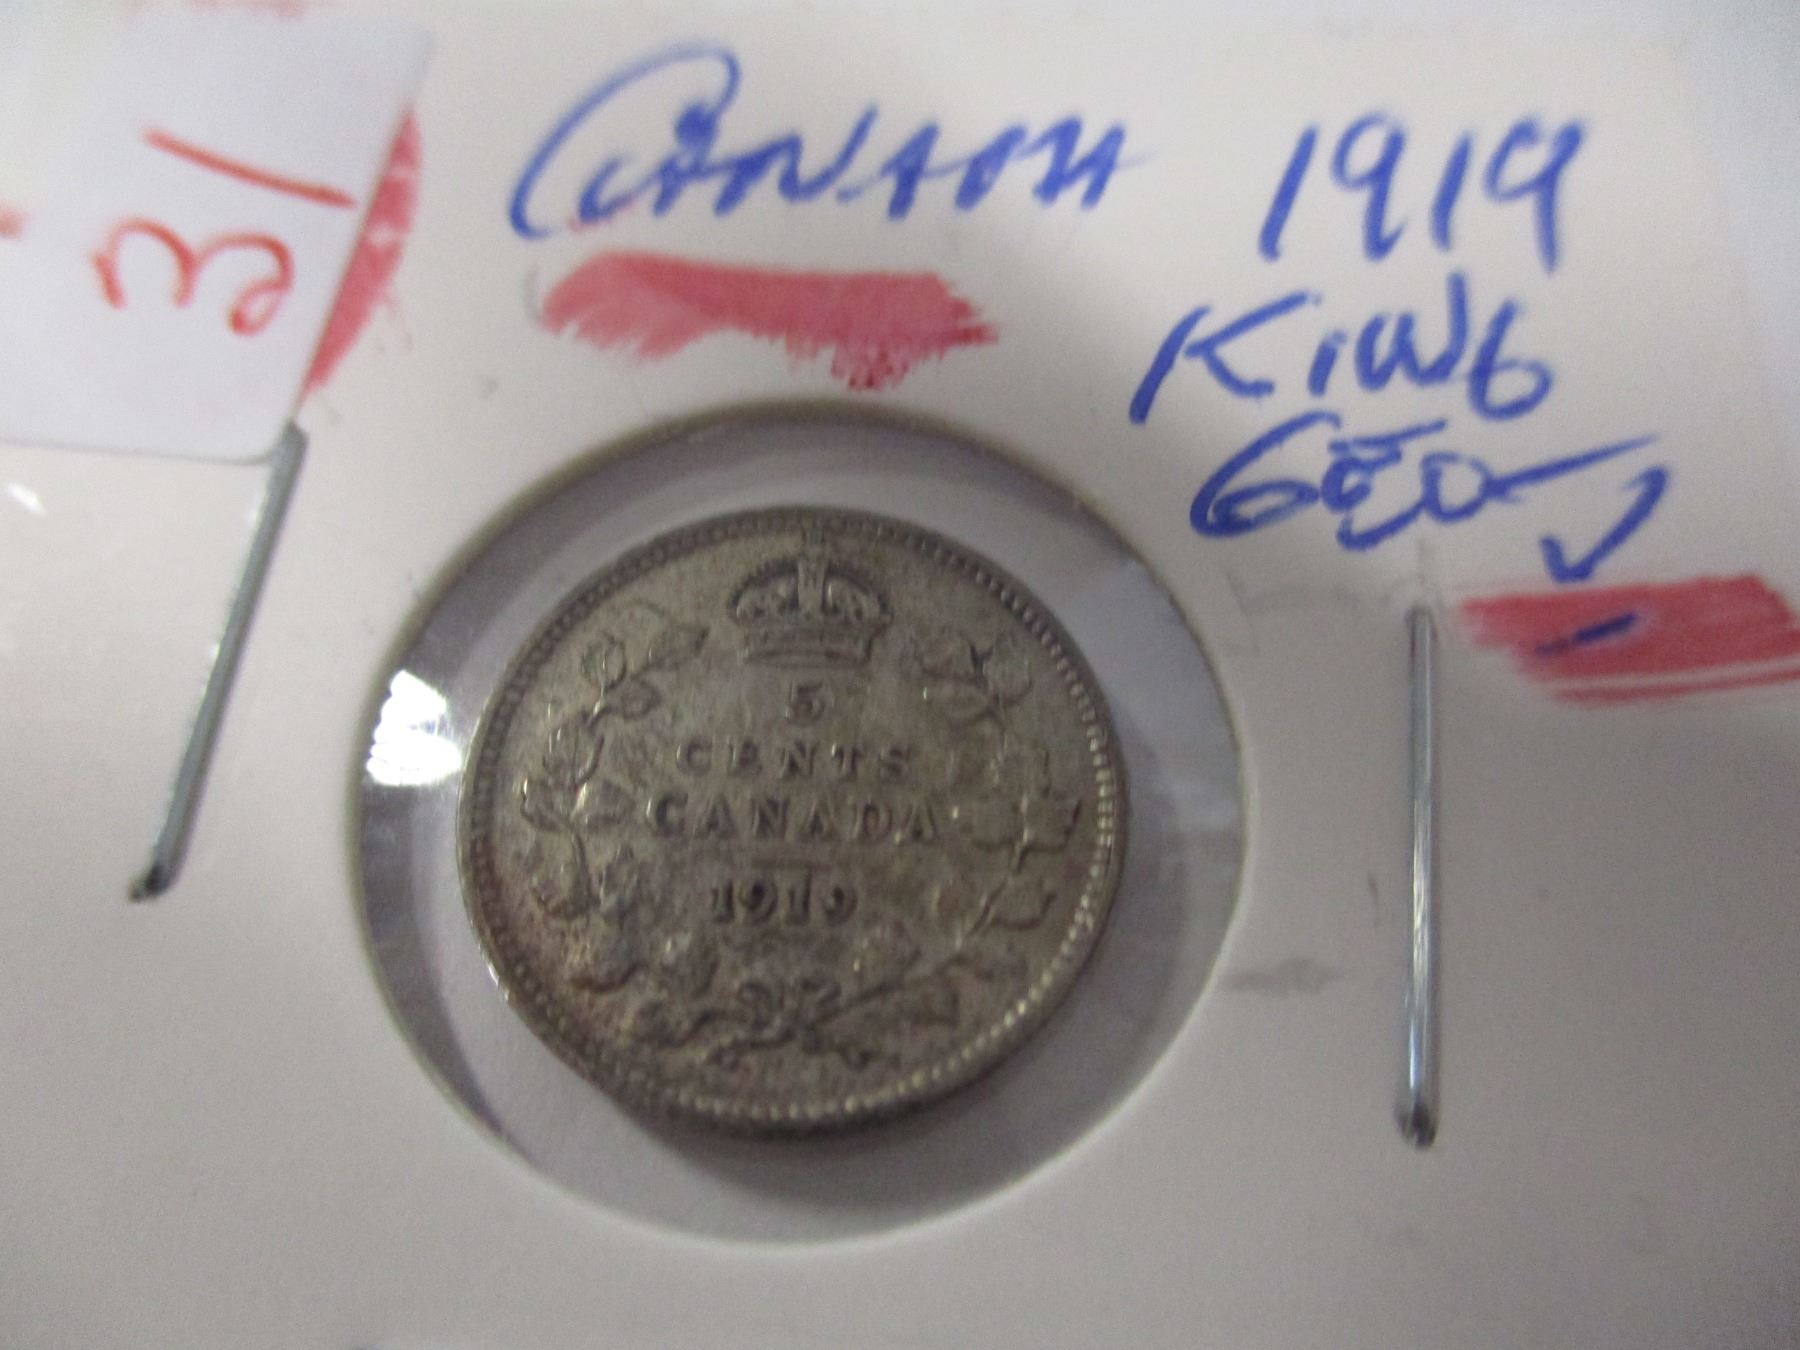 31
CANADA 1919
KING
GEO V
5
CENTS
CANADA
1919